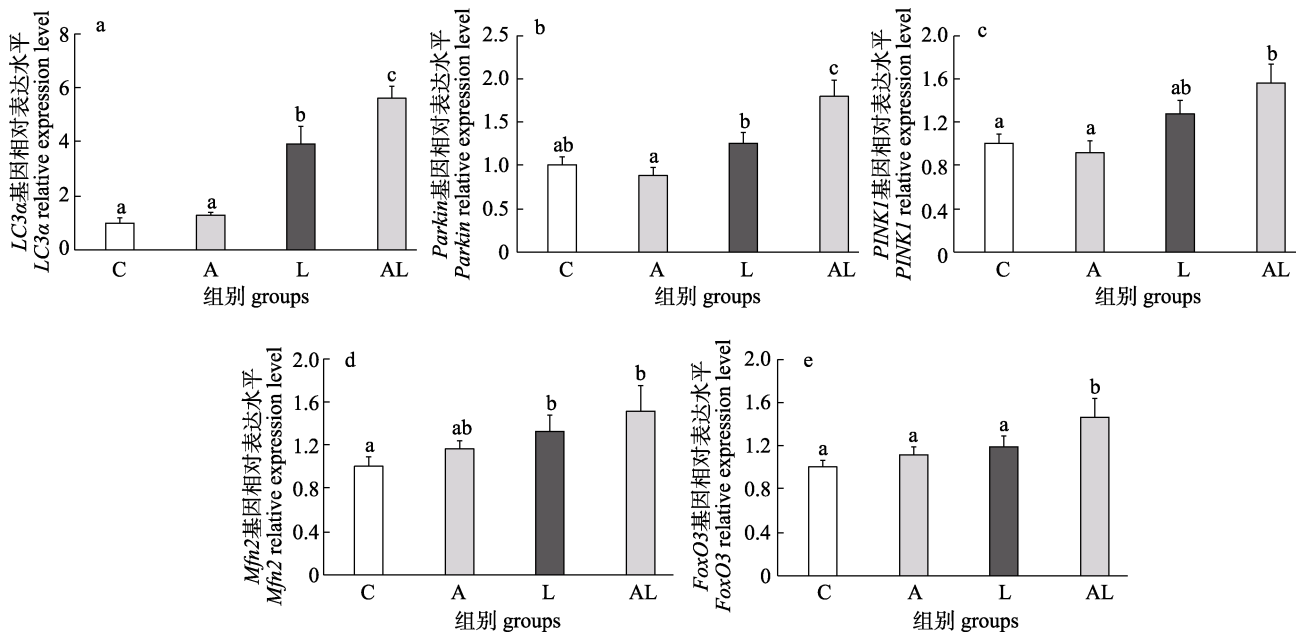 a
LC3α基因相对表达水平
LC3α relative expression level
8
6
4
2
0
a
a
b
c
C A L AL
组别 groups
b
Parkin基因相对表达水平
Parkin relative expression level
2.5
2.0
1.5
1.0
0.5
0
ab
a
b
c
C A L AL
组别 groups
c
PINK1基因相对表达水平
PINK1 relative expression level
2.0
1.6
1.2
0.8
0.4
0
a
a
ab
b
C A L AL
组别 groups
d
Mfn2基因相对表达水平
Mfn2 relative expression level
2.0
1.6
1.2
0.8
0.4
0
a
ab
b
b
C A L AL
组别 groups
e
FoxO3基因相对表达水平
FoxO3 relative expression level
2.0
1.6
1.2
0.8
0.4
0
a
a
a
b
C A L AL
组别 groups